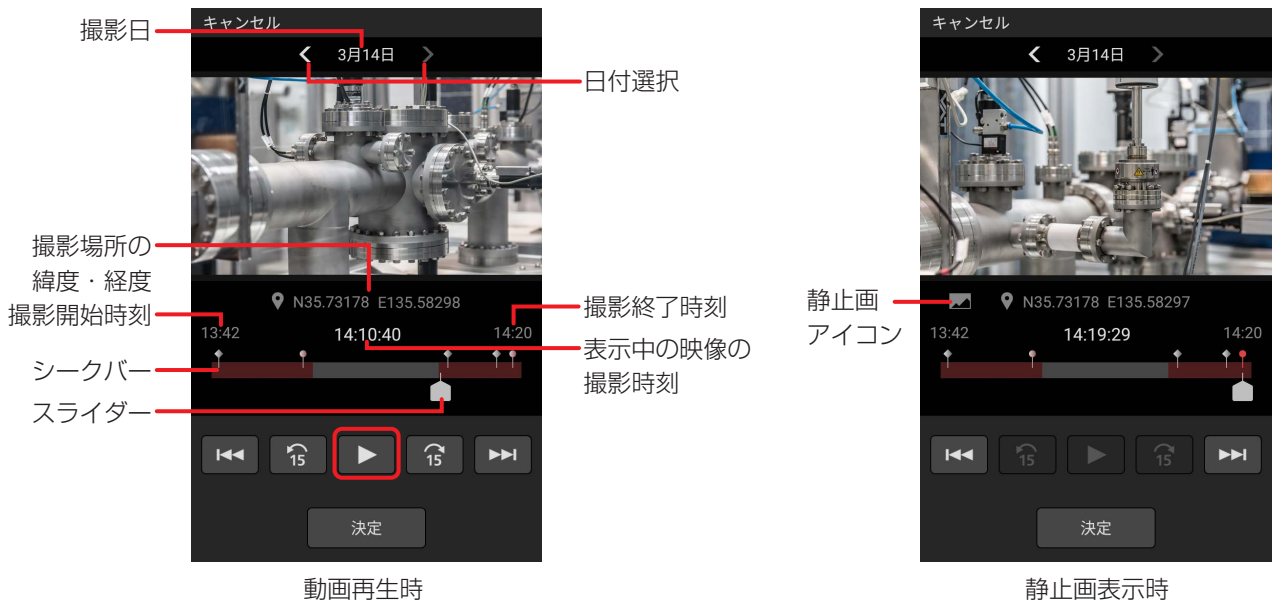 キャンセル
撮影日
3月14日
日付選択
撮影場所の
緯度・経度
N35.73178 E135.58298
撮影開始時刻
撮影終了時刻
13:42
14:10:40
14:20
表示中の映像の
撮影時刻
シークバー
スライダー
15
15
決定
動画再生時
キャンセル
3月14日
静止画
アイコン
N35.73178 E135.58297
13:42
14:19:29
14:20
15
15
決定
静止画表示時